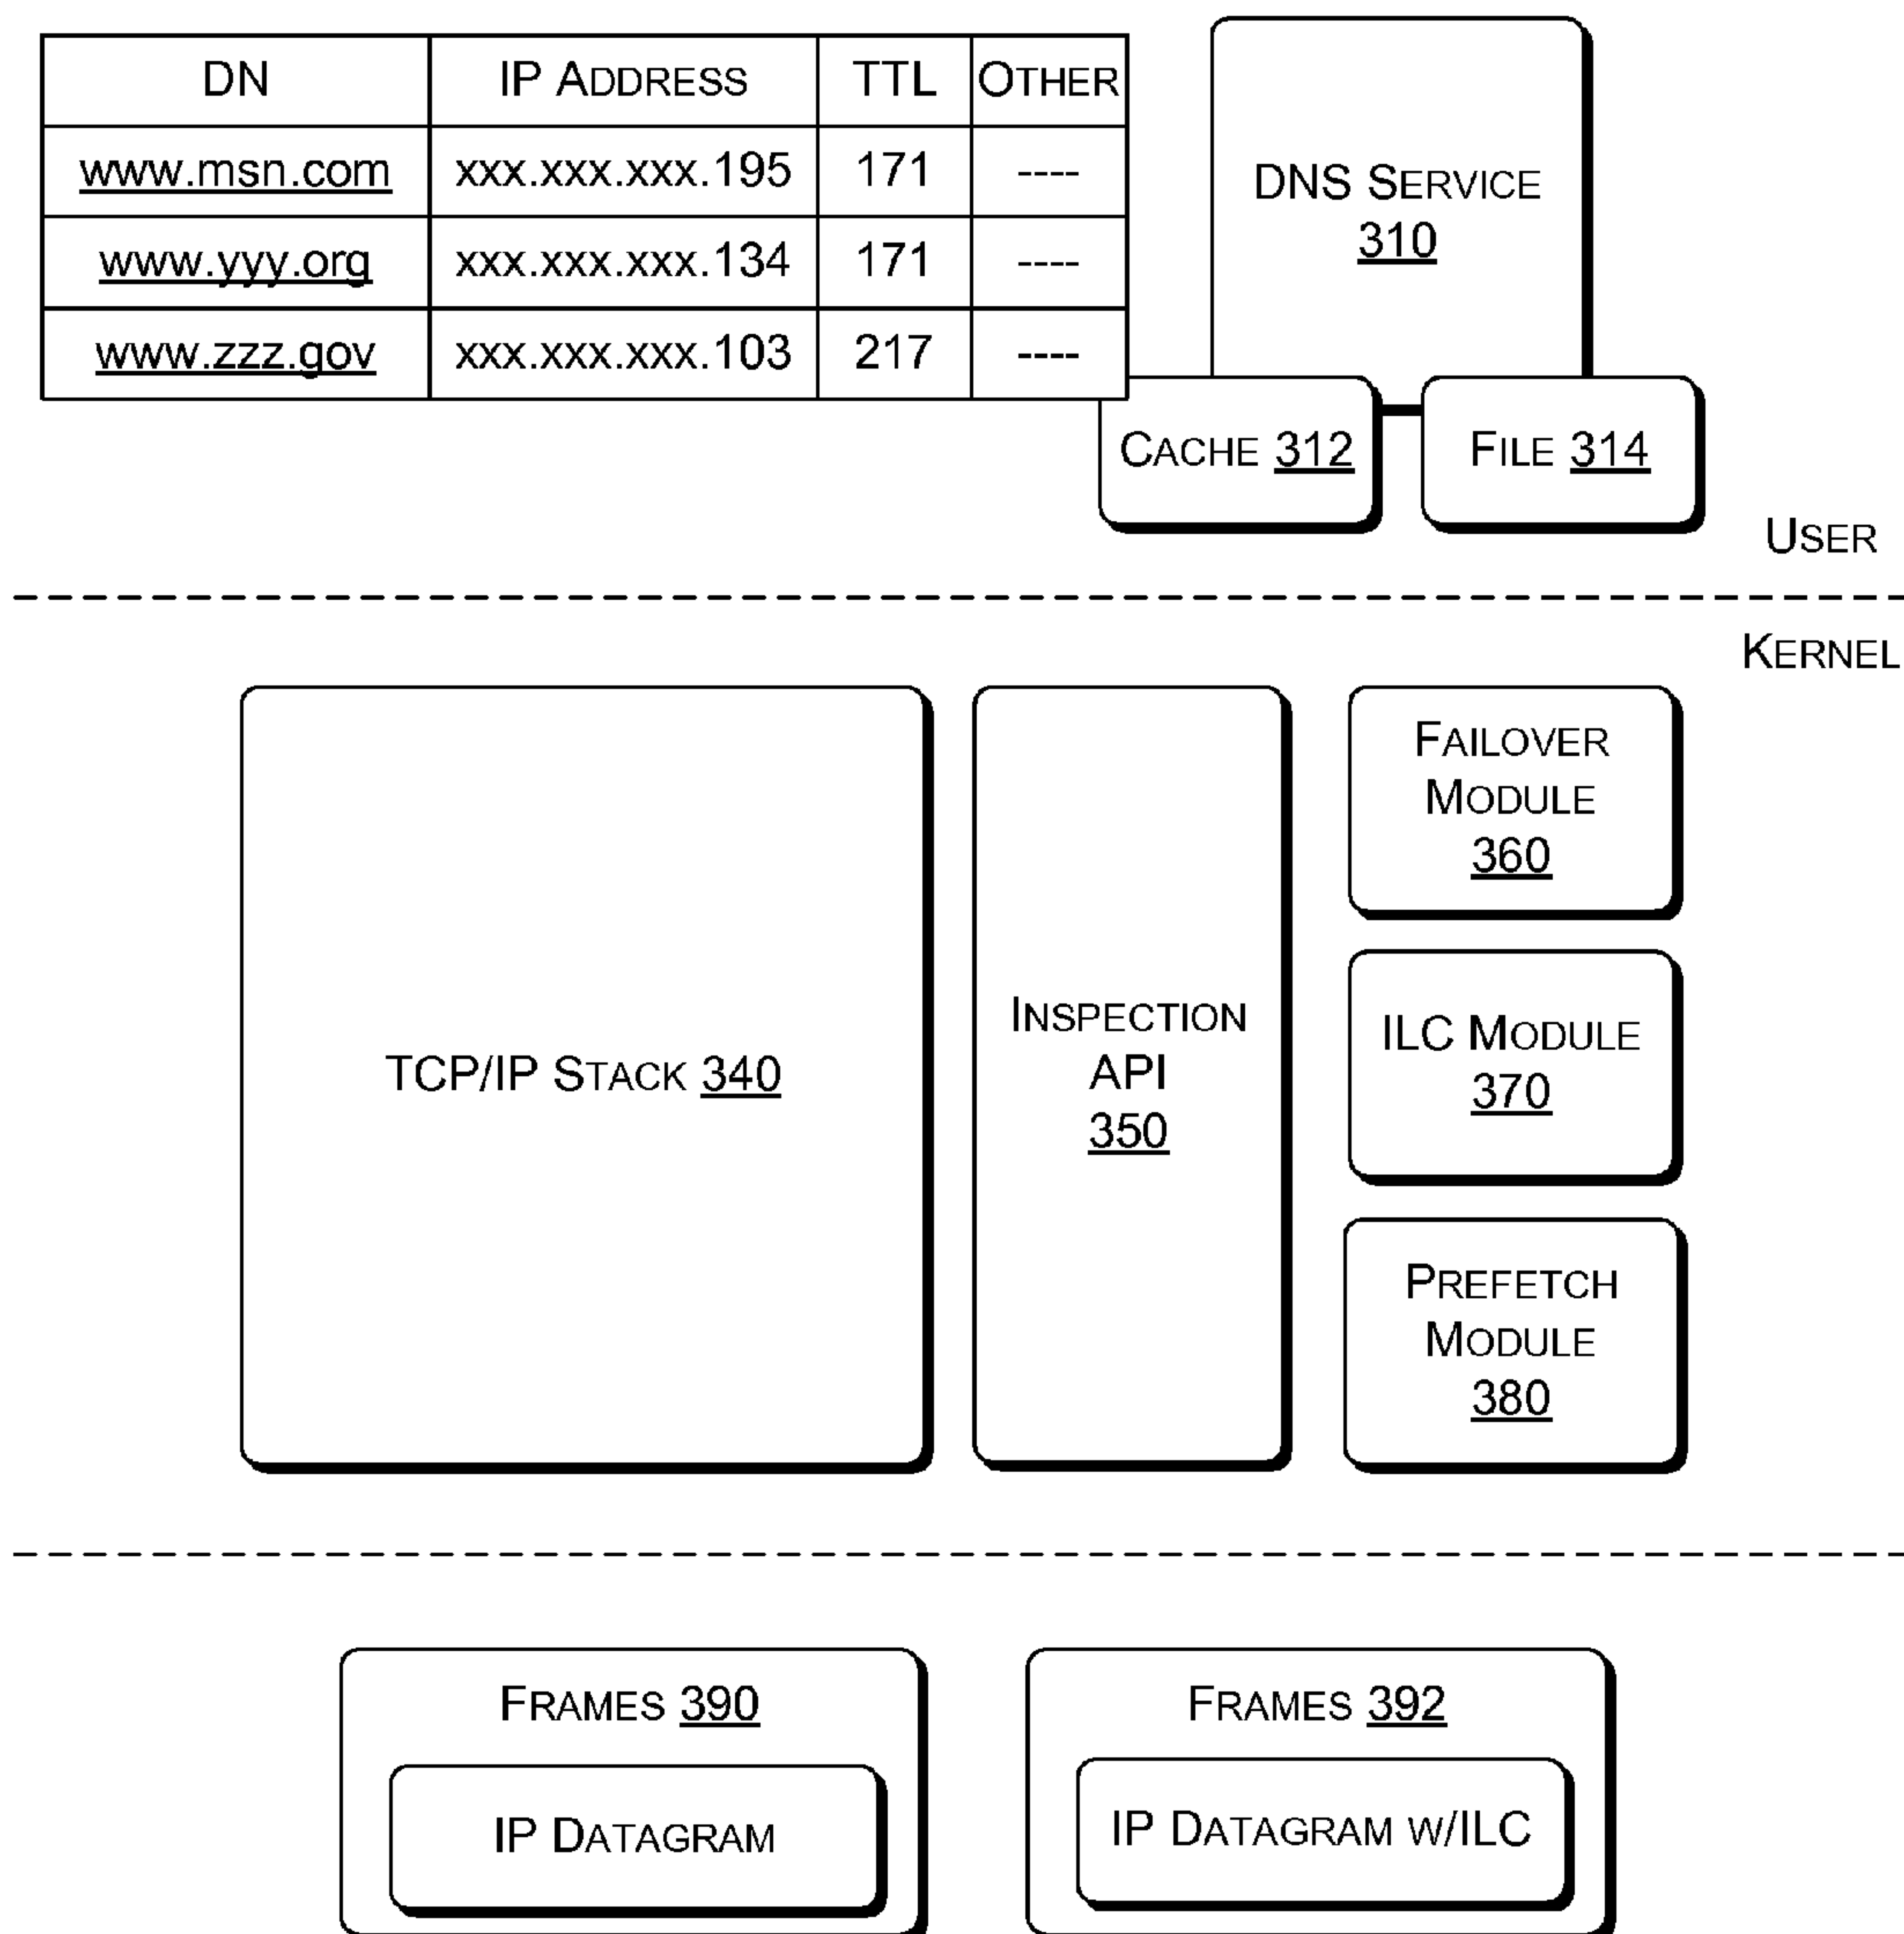 DN IP ADDRESS TTL OTHER
www.msn.com xxx.xxx.xxx.195 171 ----
www.yyy.org xxx.xxx.xxx.134 171 ----
www.zzz.gov xxx.xxx.xxx.103 217 ----
DNS SERVICE
310
CACHE 312
FILE 314
USER
KERNEL
TCP/IP STACK 340
INSPECTION
API
350
FAILOVER
MODULE
360
ILC MODULE
370
PREFETCH
MODULE
380
FRAMES 390
IP DATAGRAM
FRAMES 392
IP DATAGRAM W/ILC